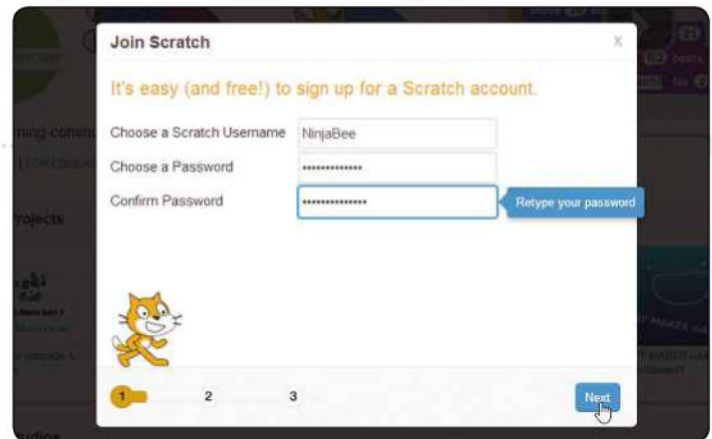 Join Scratch
X
It's easy (and free!) to sign up for a Scratch account.
Choose a Scratch Username NinjaBee
Choose a Password •••••••••••••
Confirm Password ••••••••••••••
Retype your password
1 2 3
Next